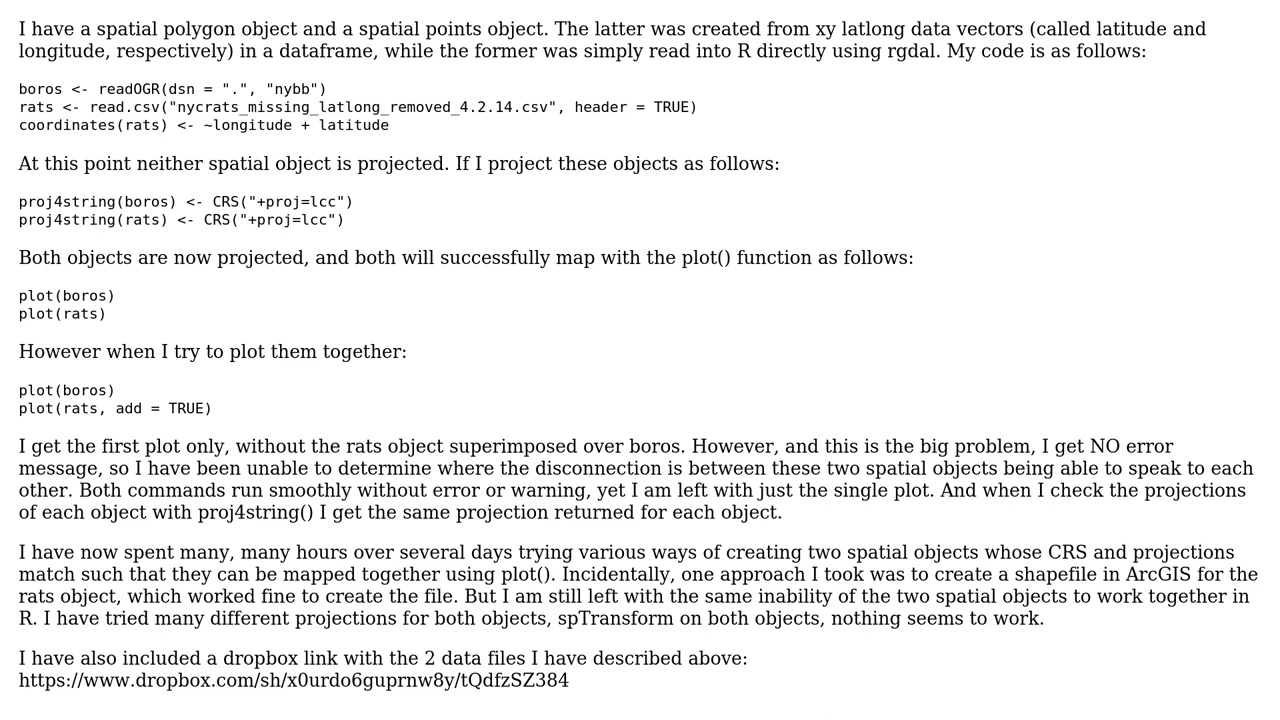 I have a spatial polygon object and a spatial points object. The latter was created from xy latlong data vectors (called latitude and
longitude, respectively) in a dataframe, while the former was simply read into R directly using rgdal. My code is as follows:
boros <- readOGR(dsn = ".", "nybb")
rats <- read.csv("nycrats_missing_latlong_removed_4.2.14.csv", header = TRUE)
coordinates(rats) <- ~longitude + latitude
At this point neither spatial object is projected. If I project these objects as follows:
proj4string(boros) <- CRS("+proj=lcc")
proj4string(rats) <- CRS("+proj=lcc")
Both objects are now projected, and both will successfully map with the plot() function as follows:
plot(boros)
plot(rats)
However when I try to plot them together:
plot(boros)
plot(rats, add = TRUE)
I get the first plot only, without the rats object superimposed over boros. However, and this is the big problem, I get NO error
message, so I have been unable to determine where the disconnection is between these two spatial objects being able to speak to each
other. Both commands run smoothly without error or warning, yet I am left with just the single plot. And when I check the projections
of each object with proj4string() I get the same projection returned for each object.
I have now spent many, many hours over several days trying various ways of creating two spatial objects whose CRS and projections
match such that they can be mapped together using plot(). Incidentally, one approach I took was to create a shapefile in ArcGIS for the
rats object, which worked fine to create the file. But I am still left with the same inability of the two spatial objects to work together in
R. I have tried many different projections for both objects, spTransform on both objects, nothing seems to work.
I have also included a dropbox link with the 2 data files I have described above:
https://www.dropbox.com/sh/x0urdo6guprnw8y/tQdfzSZ384